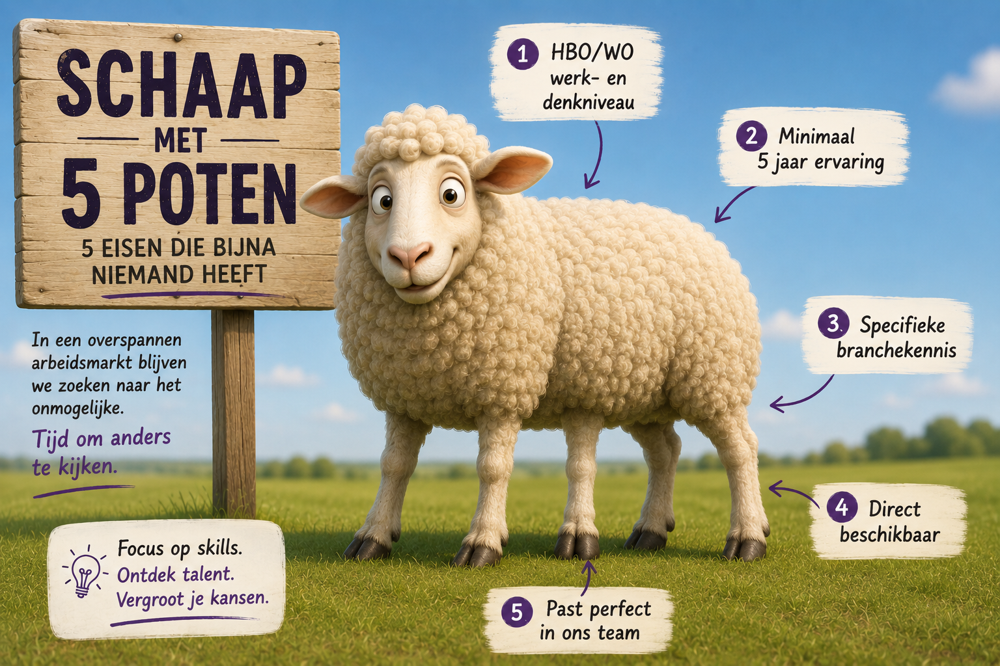 SCHAAP
MET
5 POTEN
5 EISEN DIE BIJNA
NIEMAND HEEFT
In een overspannen
arbeidsmarkt blijven
we zoeken naar het
onmogelijke.
Tijd om anders
te kijken.
Focus op skills.
Ontdek talent.
Vergroot je kansen.
1 HBO/WO
werk- en
denkniveau
2 Minimaal
5 jaar ervaring
3. Specifieke
branchekennis
4 Direct
beschikbaar
5 Past perfect
in ons team